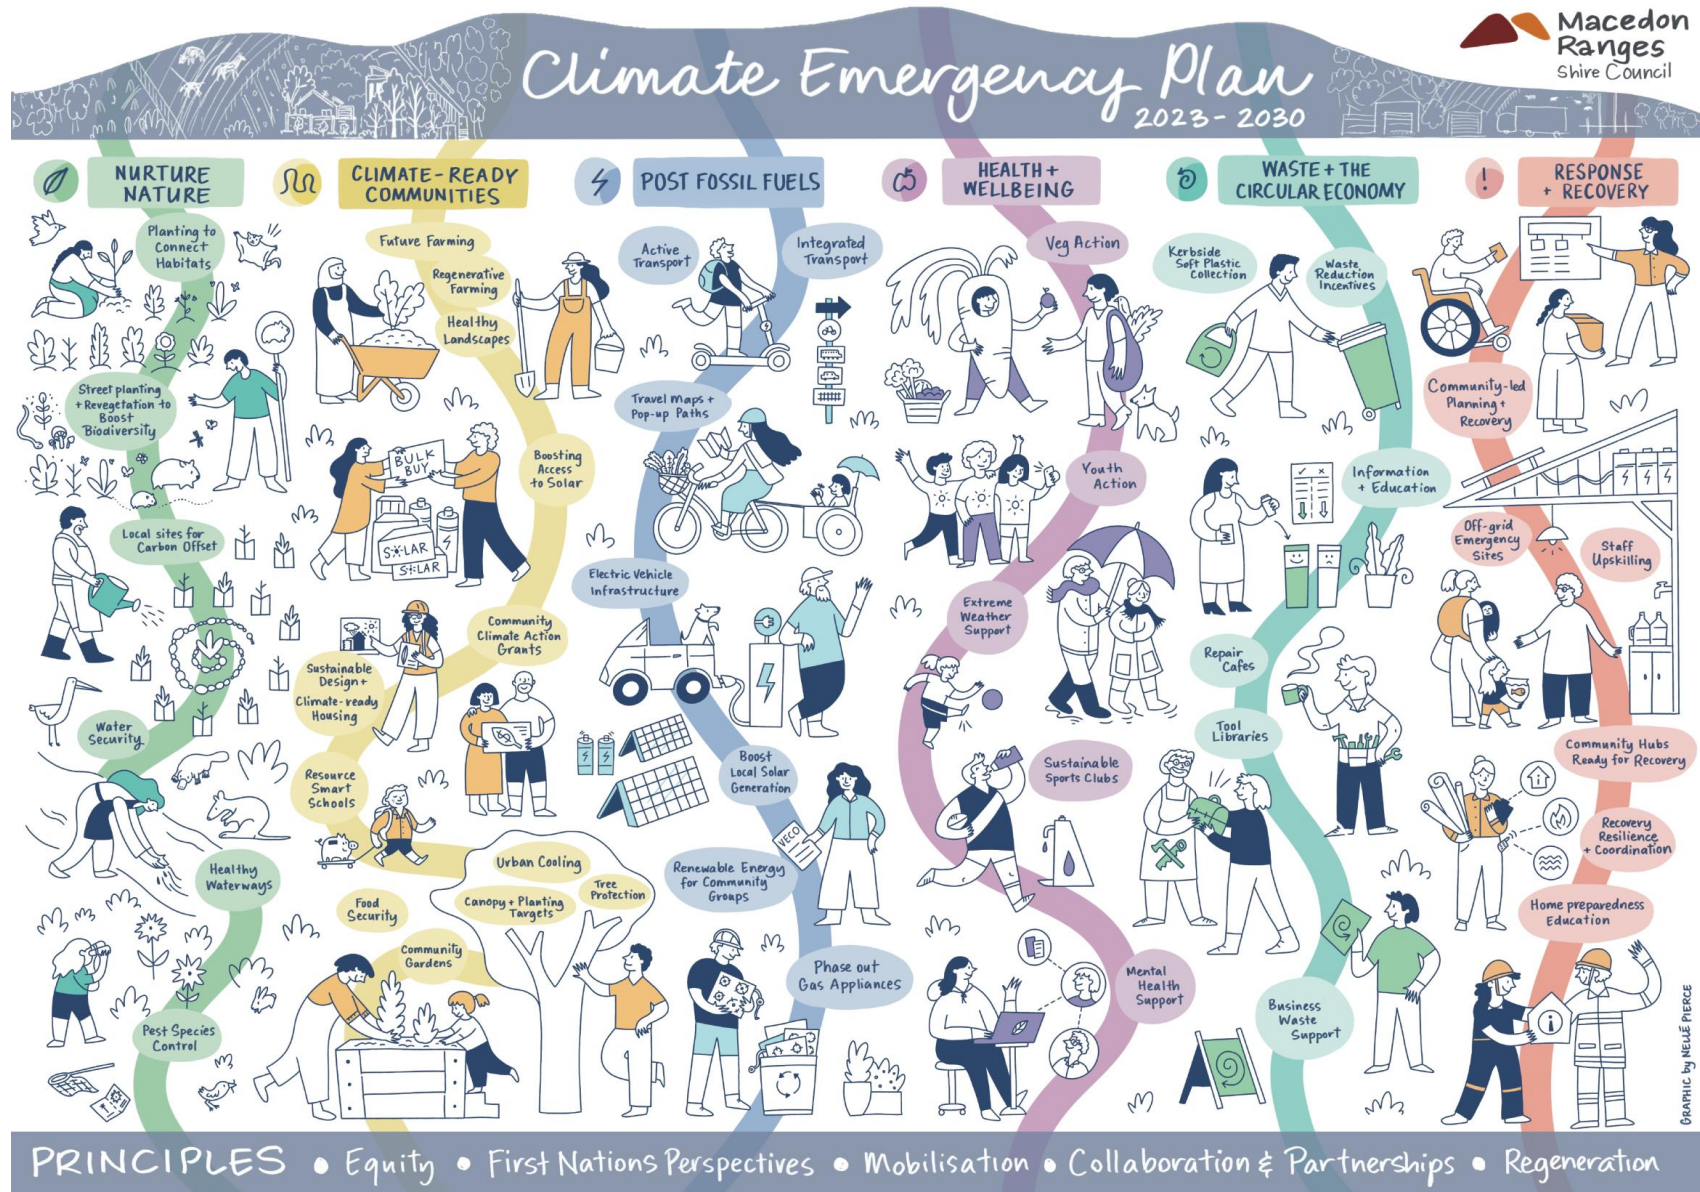 Climate Emergency Plan
2023 - 2030
Macedon
Ranges
Shire Council
NURTURE
NATURE
Planting to
Connect
Habitats
Street planting
+ Revegetation to
Boost
Biodiversity
Local sites for
Carbon Offset
Water
Security
Healthy
Waterways
Pest Species
Control
CLIMATE-READY
COMMUNITIES
Future Farming
Regenerative
Farming
Healthy
Landscapes
BULK
BUY
SOLAR
SOLAR
Boosting
Access
to Solar
Community
Climate Action
Grants
Sustainable
Design +
Climate-ready
Housing
Resource
Smart
Schools
Urban Cooling
Canopy + Planting
Targets
Tree
Protection
Food
Security
Community
Gardens
POST FOSSIL FUELS
Active
Transport
Integrated
Transport
Travel maps +
Pop-up Paths
Electric Vehicle
Infrastructure
Boost
Local Solar
Generation
VECO
Renewable Energy
for Community
Groups
Phase out
Gas Appliances
HEALTH +
WELLBEING
Veg Action
Youth
Action
Extreme
Weather
Support
Sustainable
Sports Clubs
Mental
Health
Support
WASTE + THE
CIRCULAR ECONOMY
Kerbside
Soft Plastic
Collection
Waste
Reduction
Incentives
Information
+ Education
Repair
Cafes
Tool
Libraries
Business
Waste
Support
!
RESPONSE
+ RECOVERY
Community-led
Planning +
Recovery
Off-grid
Emergency
Sites
Staff
Upskilling
Community Hubs
Ready for Recovery
Recovery
Resilience
+ Coordination
Home preparedness
Education
i
GRAPHIC by NELLE PIERCE
PRINCIPLES • Equity • First Nations Perspectives • Mobilisation • Collaboration & Partnerships • Regeneration